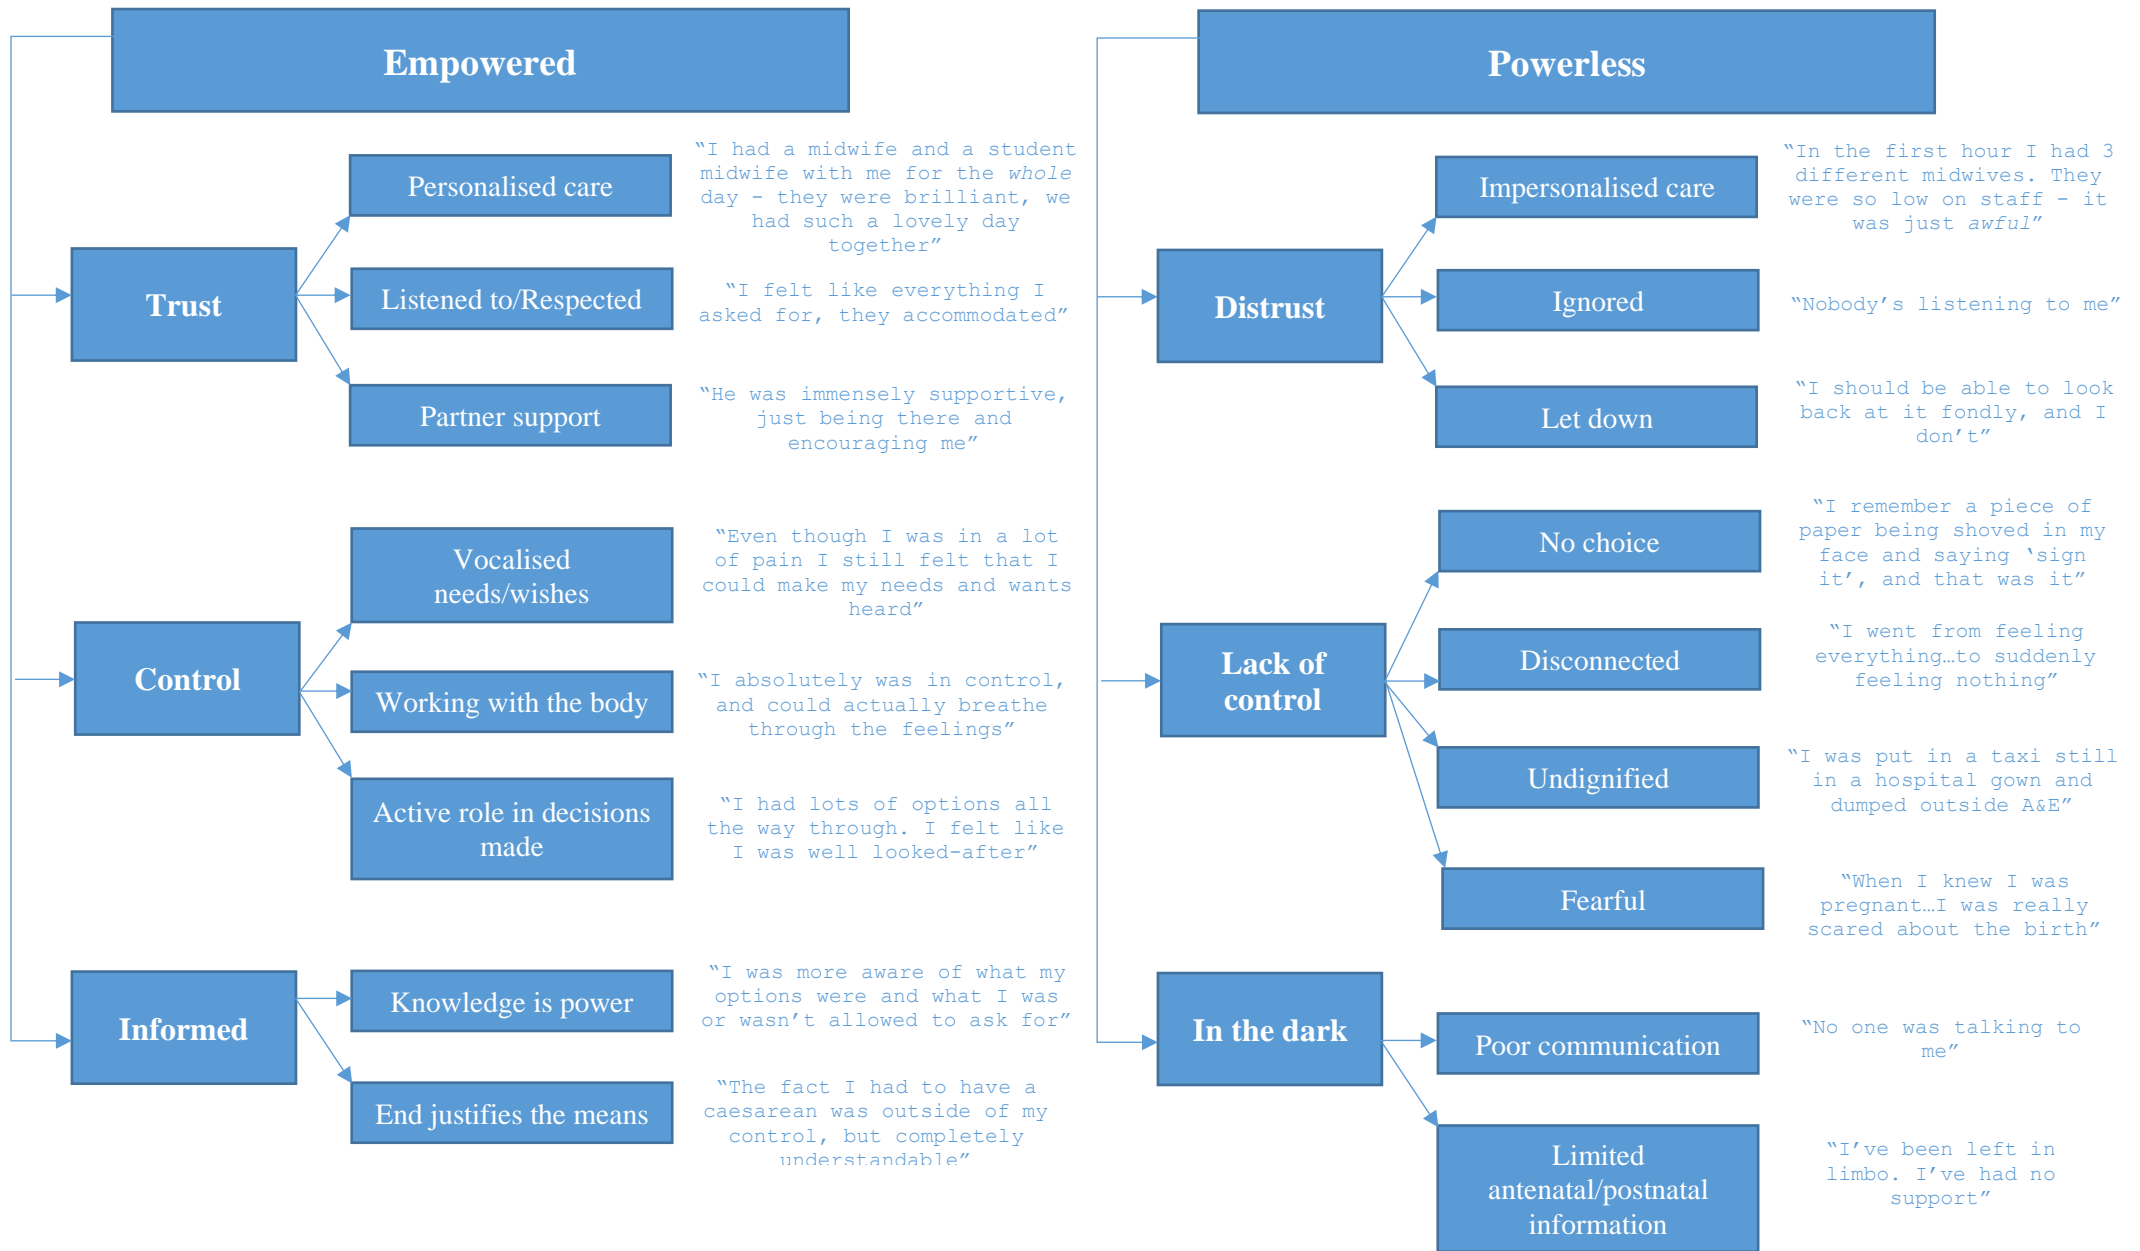 Empowered
Personalised care
“I had a midwife and a student
midwife with me for the whole
day - they were brilliant, we
had such a lovely day
together”
Trust
Listened to/Respected
“I felt like everything I
asked for, they accommodated”
Partner support
“He was immensely supportive,
just being there and
encouraging me”
Control
Vocalised
needs/wishes
“Even though I was in a lot
of pain I still felt that I
could make my needs and wants
heard”
Working with the body
“I absolutely was in control,
and could actually breathe
through the feelings”
Active role in decisions
made
“I had lots of options all
the way through. I felt like
I was well looked-after”
Informed
Knowledge is power
“I was more aware of what my
options were and what I was
or wasn’t allowed to ask for”
End justifies the means
“The fact I had to have a
caesarean was outside of my
control, but completely
understandable”
Powerless
Distrust
Impersonalised care
“In the first hour I had 3
different midwives. They
were so low on staff - it
was just awful”
Ignored
“Nobody’s listening to me”
Let down
“I should be able to look
back at it fondly, and I
don’t”
Lack of
control
No choice
“I remember a piece of
paper being shoved in my
face and saying ‘sign
it’, and that was it”
Disconnected
“I went from feeling
everything…to suddenly
feeling nothing”
Undignified
“I was put in a taxi still
in a hospital gown and
dumped outside A&E”
Fearful
“When I knew I was
pregnant…I was really
scared about the birth”
In the dark
Poor communication
“No one was talking to
me”
Limited
antenatal/postnatal
information
“I’ve been left in
limbo. I’ve had no
support”